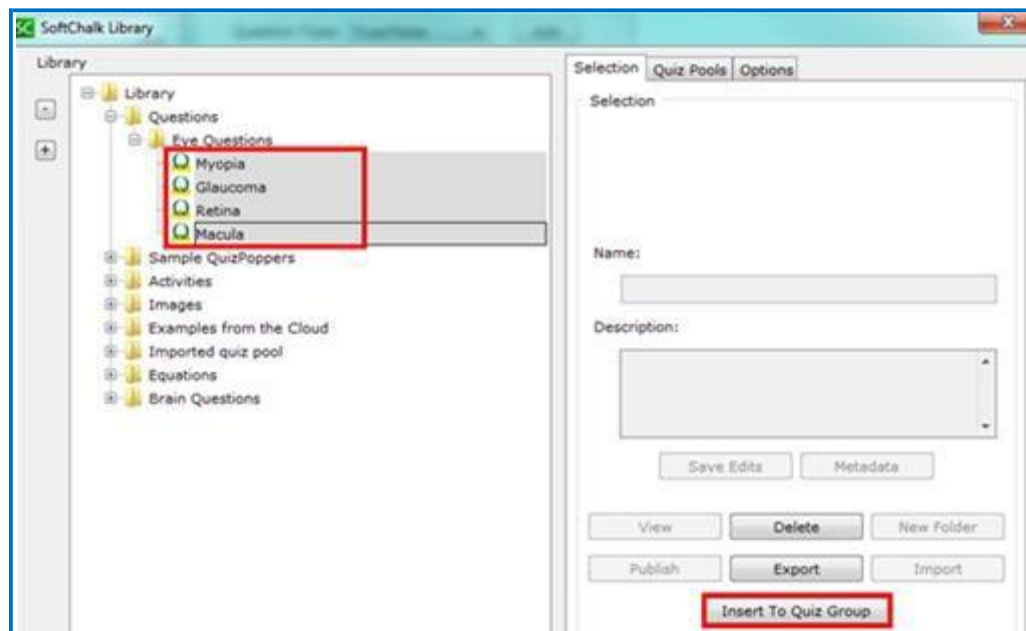 SC SoftChalk Library
Library
-
+
Library
Questions
Eye Questions
Myopia
Glaucoma
Retina
Macula
Sample QuizPoppers
Activities
Images
Examples from the Cloud
Imported quiz pool
Equations
Brain Questions
Selection Quiz Pools Options
Selection
Name:
Description:
Save Edits Metadata
View Delete New Folder
Publish Export Import
Insert To Quiz Group